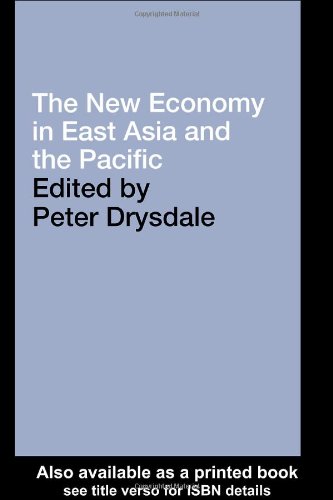 The New Economy
in East Asia and
the Pacific
Edited by
Peter Drysdale
Also available as a printed book
see title verso for ISBN details